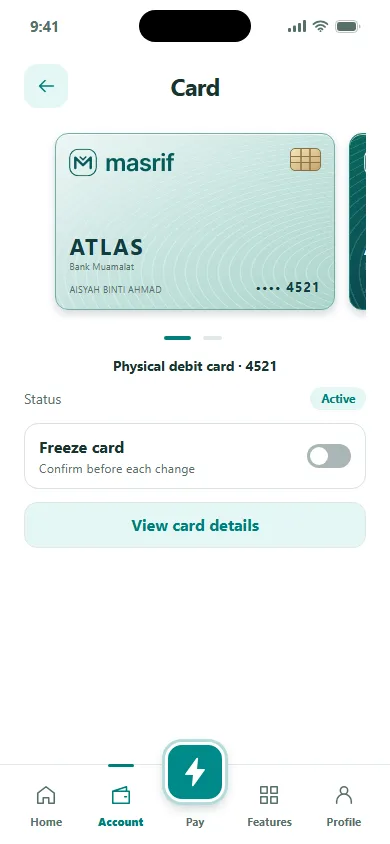 9:41
Card
masrif
ATLAS
Bank Muamalat
AISYAH BINTI AHMAD
•••• 4521
Physical debit card · 4521
Status
Active
Freeze card
Confirm before each change
View card details
Home
Account
Pay
Features
Profile